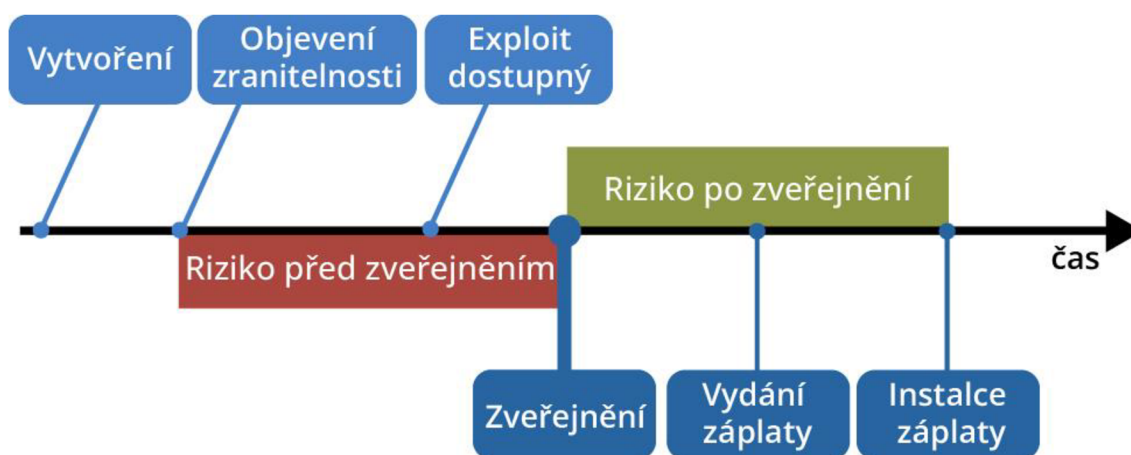 Vytvoření
Objevení
zranitelnosti
Exploit
dostupný
Riziko po zveřejnění
čas
Riziko před zveřejněním
Zveřejnění
Vydání
záplaty
Instalce
záplaty